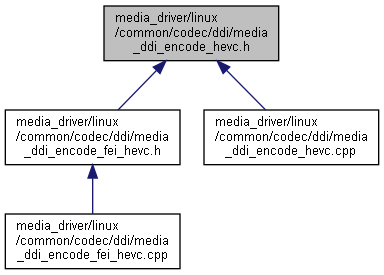 media_driver/linux
/common/codec/ddi/media
_ddi_encode_hevc.h
media_driver/linux
/common/codec/ddi/media
_ddi_encode_fei_hevc.h
media_driver/linux
/common/codec/ddi/media
_ddi_encode_hevc.cpp
media_driver/linux
/common/codec/ddi/media
_ddi_encode_fei_hevc.cpp